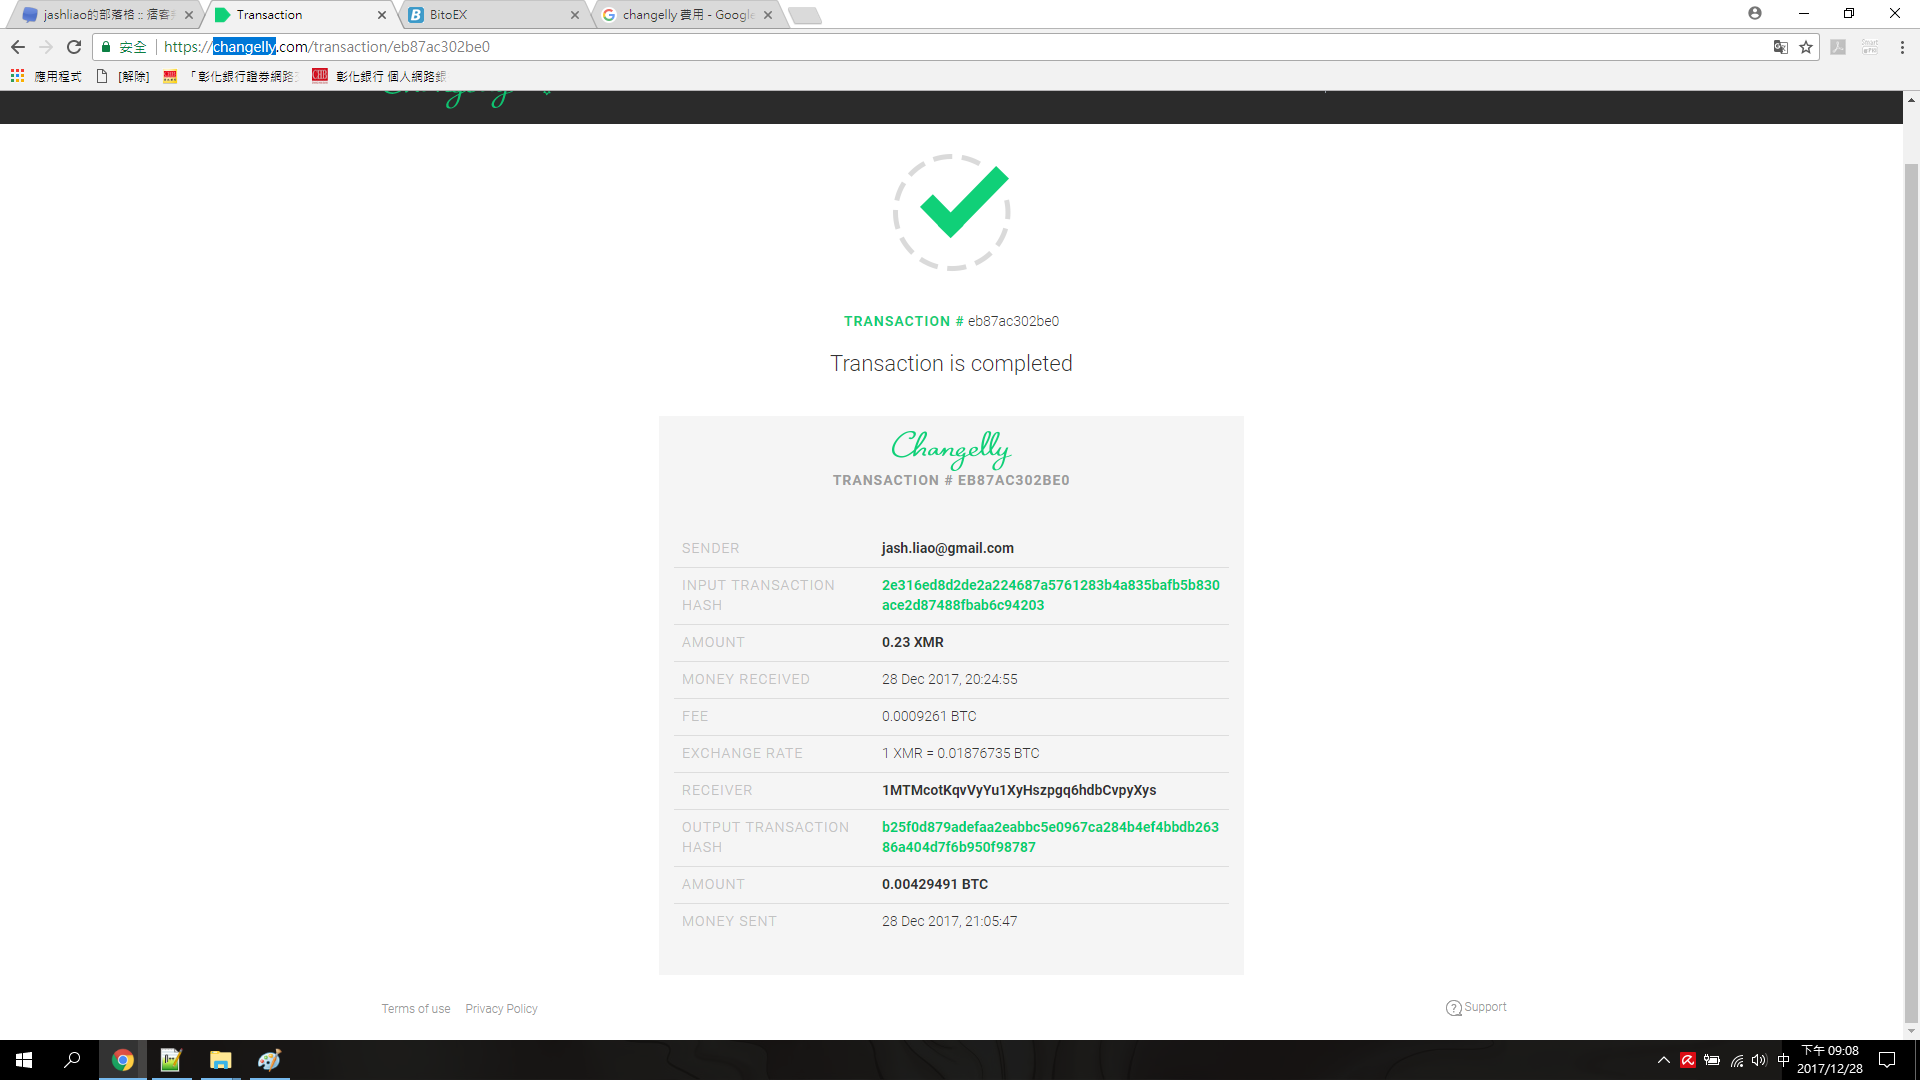 jashliao的部落格 :: 痞客
Transaction
BitoEX
changelly 費用 - Google
安全
https://changelly.com/transaction/eb87ac302be0
應用程式
[解除]
「彰化銀行證券網路
彰化銀行 個人網路銀
TRANSACTION # eb87ac302be0
Transaction is completed
Changelly
TRANSACTION # EB87AC302BE0
SENDER jash.liao@gmail.com
INPUT TRANSACTION HASH 2e316ed8d2de2a224687a5761283b4a835bafb5b830
ace2d87488fbab6c94203
AMOUNT 0.23 XMR
MONEY RECEIVED 28 Dec 2017, 20:24:55
FEE 0.0009261 BTC
EXCHANGE RATE 1 XMR = 0.01876735 BTC
RECEIVER 1MTMcotKqvVyYu1XyHszpgq6hdbCvpyXys
OUTPUT TRANSACTION HASH b25f0d879adefaa2eabbc5e0967ca284b4ef4bbdb263
86a404d7f6b950f98787
AMOUNT 0.00429491 BTC
MONEY SENT 28 Dec 2017, 21:05:47
Terms of use Privacy Policy
Support
中
下午 09:08
2017/12/28